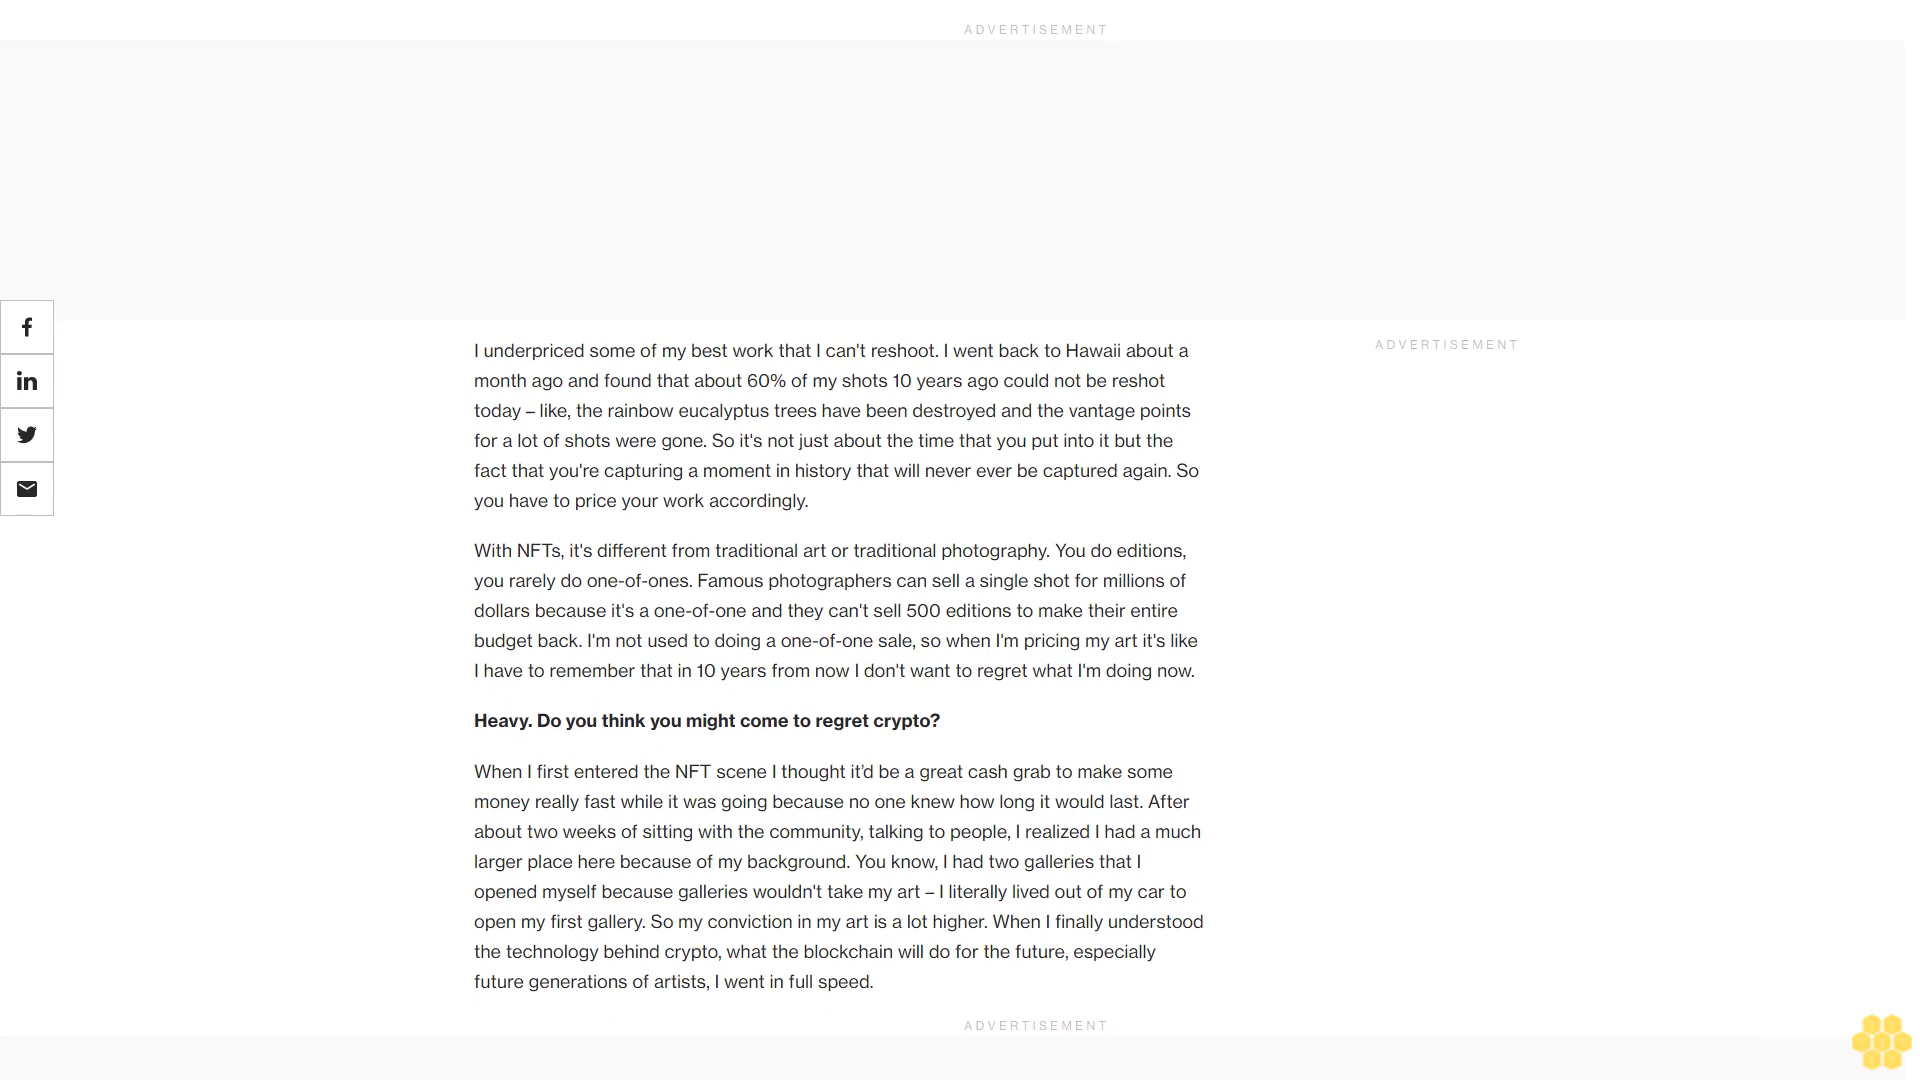 ADVERTISEMENT
I underpriced some of my best work that I can't reshoot. I went back to Hawaii about a
month ago and found that about 60% of my shots 10 years ago could not be reshot
today – like, the rainbow eucalyptus trees have been destroyed and the vantage points
for a lot of shots were gone. So it's not just about the time that you put into it but the
fact that you're capturing a moment in history that will never ever be captured again. So
you have to price your work accordingly.
ADVERTISEMENT
With NFTs, it's different from traditional art or traditional photography. You do editions,
you rarely do one-of-ones. Famous photographers can sell a single shot for millions of
dollars because it's a one-of-one and they can't sell 500 editions to make their entire
budget back. I'm not used to doing a one-of-one sale, so when I'm pricing my art it's like
I have to remember that in 10 years from now I don't want to regret what I'm doing now.
Heavy. Do you think you might come to regret crypto?
When I first entered the NFT scene I thought it’d be a great cash grab to make some
money really fast while it was going because no one knew how long it would last. After
about two weeks of sitting with the community, talking to people, I realized I had a much
larger place here because of my background. You know, I had two galleries that I
opened myself because galleries wouldn't take my art – I literally lived out of my car to
open my first gallery. So my conviction in my art is a lot higher. When I finally understood
the technology behind crypto, what the blockchain will do for the future, especially
future generations of artists, I went in full speed.
ADVERTISEMENT